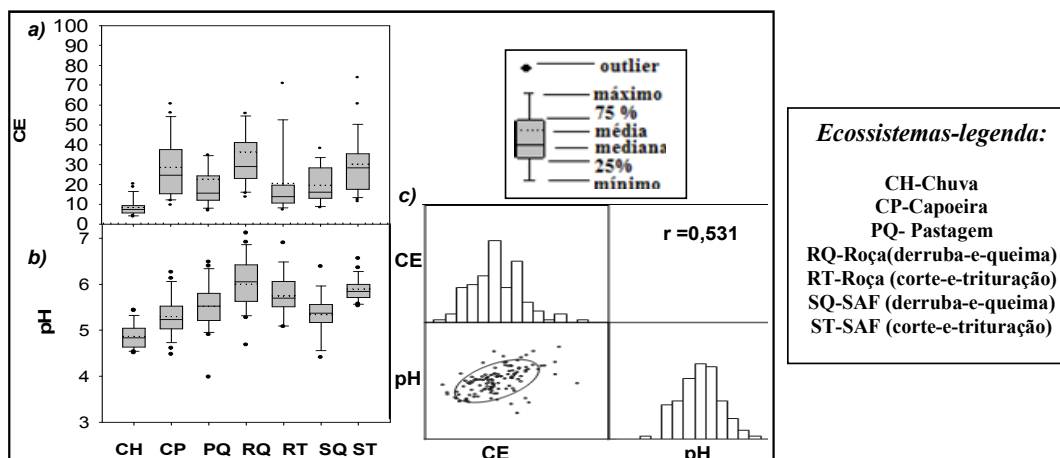 a)
CE
100
90
80
70
60
50
40
30
20
10
0
b)
pH
7
6
5
4
3
CH CP PQ RQ RT SQ ST
outlier
máximo
75 %
média
mediana
25%
mínimo
c)
CE
r =0,531
pH
CE pH
Ecossistemas-legenda:
CH-Chuva
CP-Capoeira
PQ- Pastagem
RQ-Roça(derruba-e-queima)
RT-Roça (corte-e-trituração)
SQ-SAF (derruba-e-queima)
ST-SAF (corte-e-trituração)